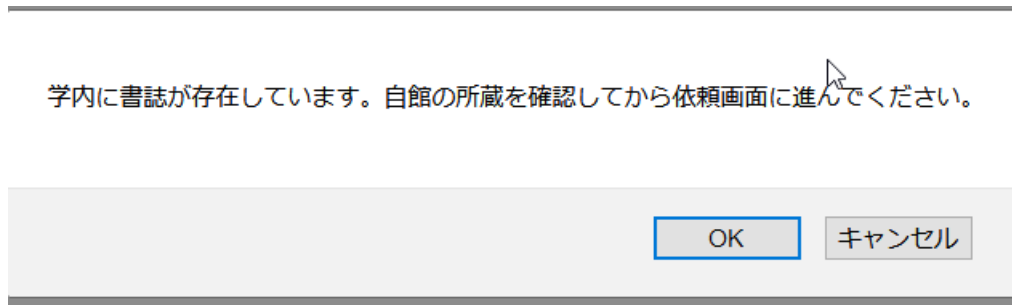 学内に書誌が存在しています。自館の所蔵を確認してから依頼画面に進んでください。
OK
キャンセル